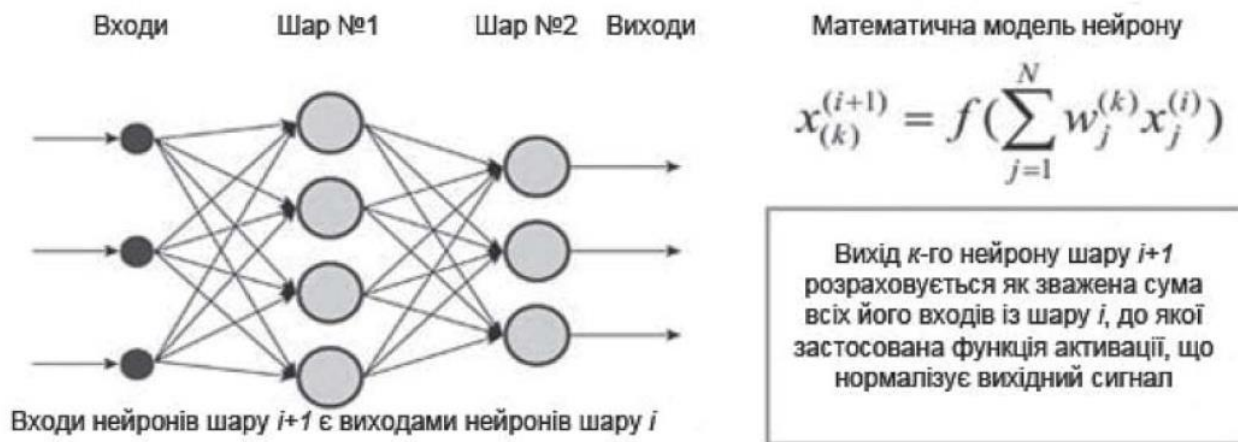 Входи Шар №1 Шар №2 Виходи
Входи нейронів шару i+1 є виходами нейронів шару i
Математична модель нейрону
x_{(k)}^{(i+1)} = f(\sum_{j=1}^{N} w_j^{(k)} x_j^{(i)})
Вихід к-го нейрону шару i+1
розраховується як зважена сума
всіх його входів із шару i, до якої
застосована функція активації, що
нормалізує вихідний сигнал